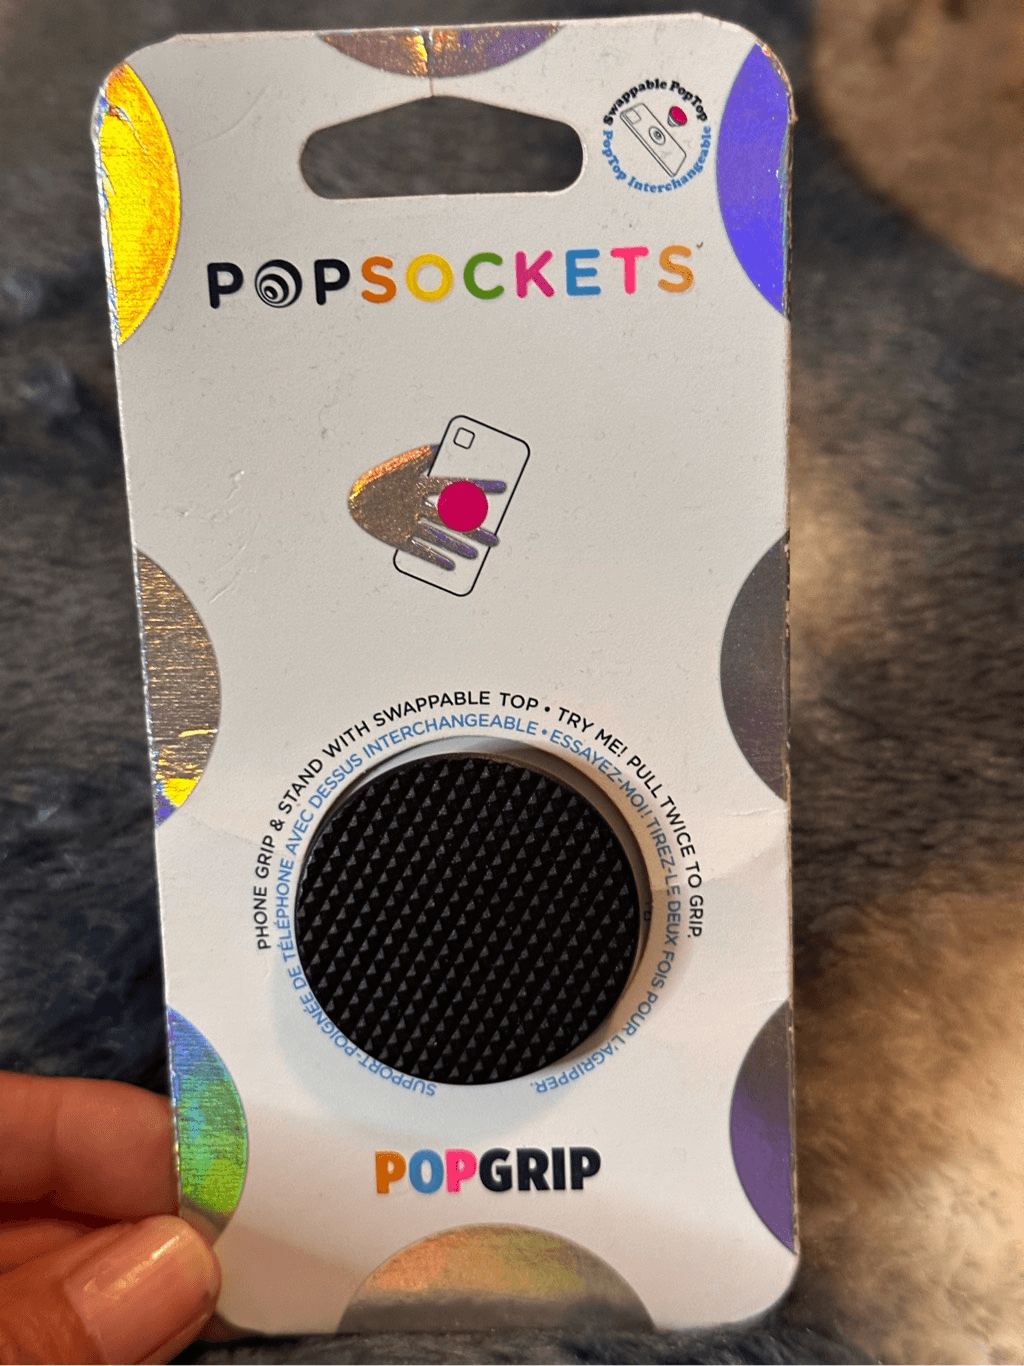 Swappable PopTop
PopTop Interchangeable
POPSOCKETS
PHONE GRIP & STAND WITH SWAPPABLE TOP • TRY ME! PULL TWICE TO GRIP.
SUPPORT-POIGNÉE DE TÉLÉPHONE AVEC DESSUS INTERCHANGEABLE • ESSAYEZ-MOI! TIREZ-LE DEUX FOIS POUR L'AGRIPPER.
POPGRIP